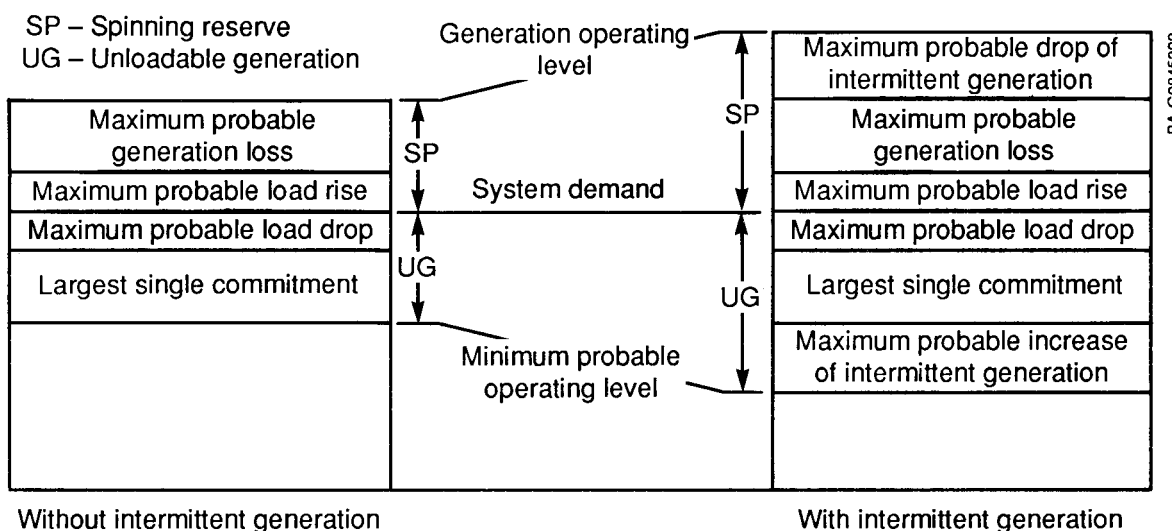 SP – Spinning reserve
UG – Unloadable generation
Generation operating
level
Maximum probable
generation loss
Maximum probable load rise
Maximum probable load drop
Largest single commitment
SP
UG
System demand
Minimum probable
operating level
SP
UG
Maximum probable drop of
intermittent generation
Maximum probable
generation loss
Maximum probable load rise
Maximum probable load drop
Largest single commitment
Maximum probable increase
of intermittent generation
Without intermittent generation
With intermittent generation